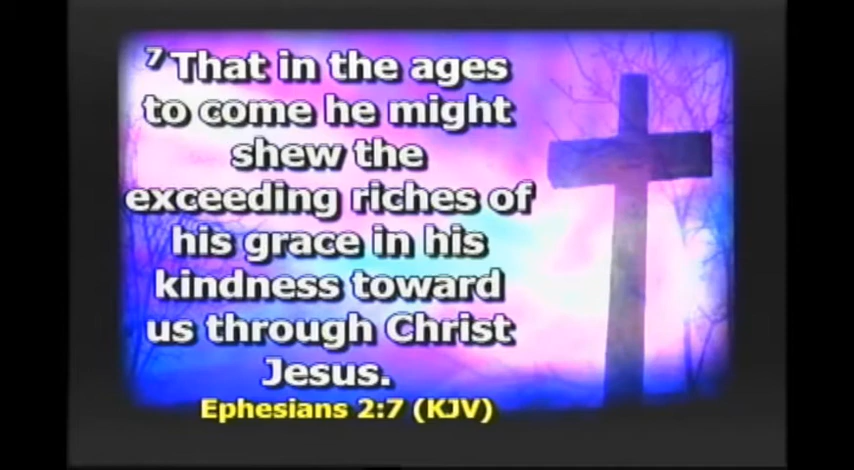 7 That in the ages
to come he might
shew the
exceeding riches of
his grace in his
kindness toward
us through Christ
Jesus.
Ephesians 2:7 (KJV)